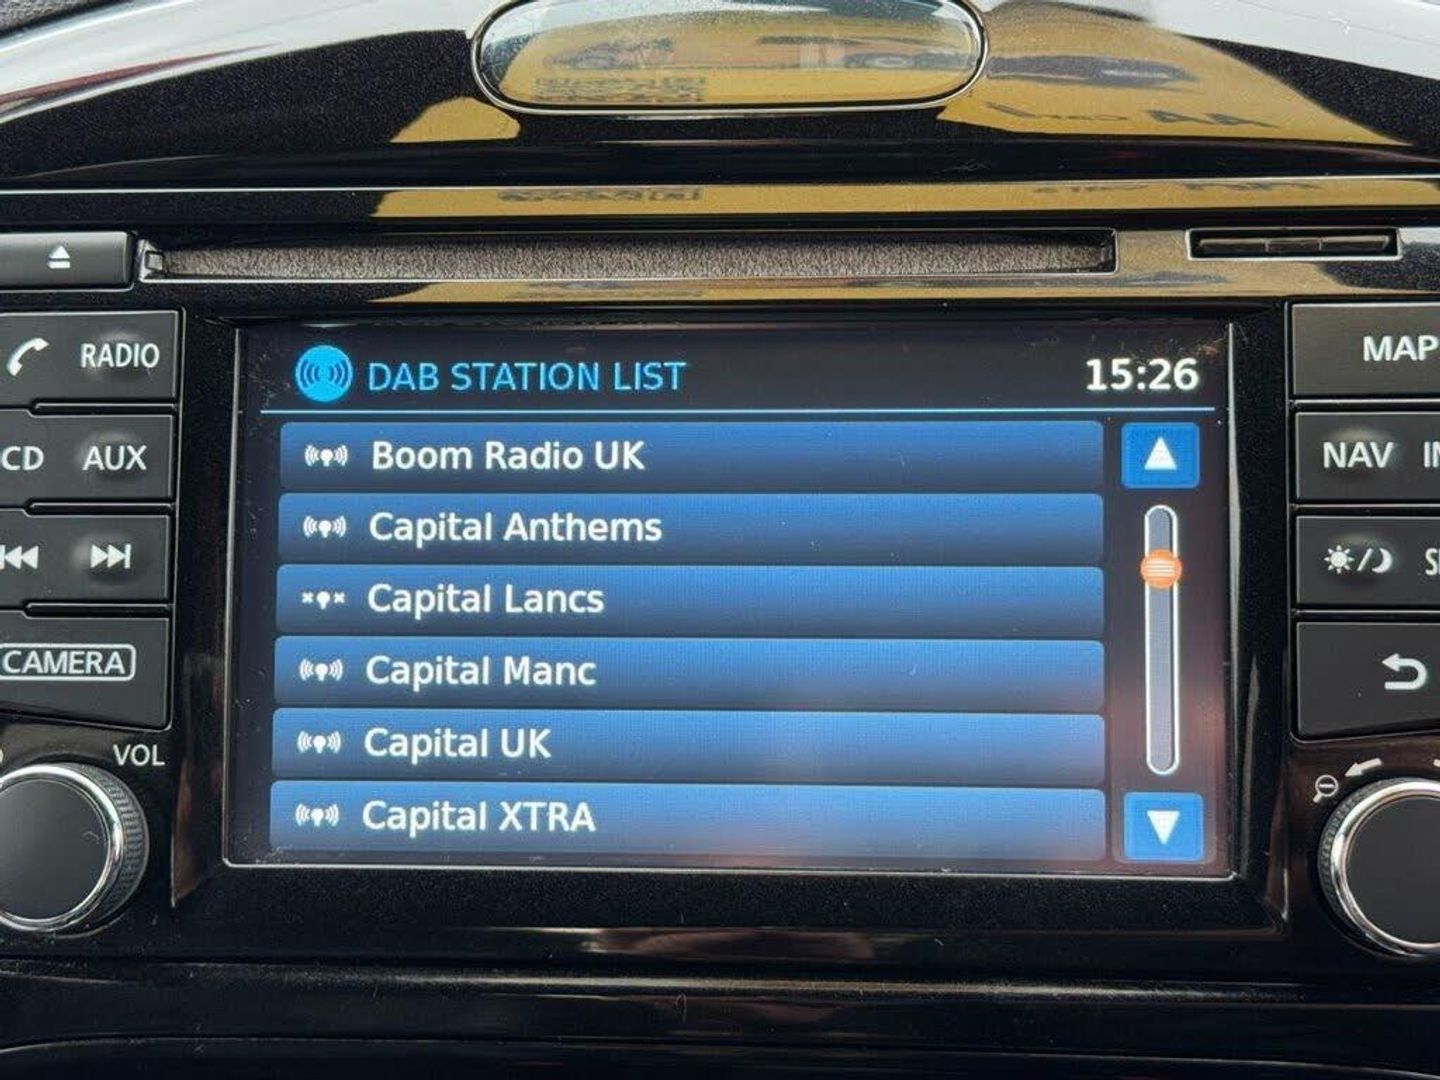 DAB STATION LIST 15:26
Boom Radio UK
Capital Anthems
Capital Lancs
Capital Manc
Capital UK
Capital XTRA
RADIO
CD AUX
CAMERA
VOL
MAP
NAV